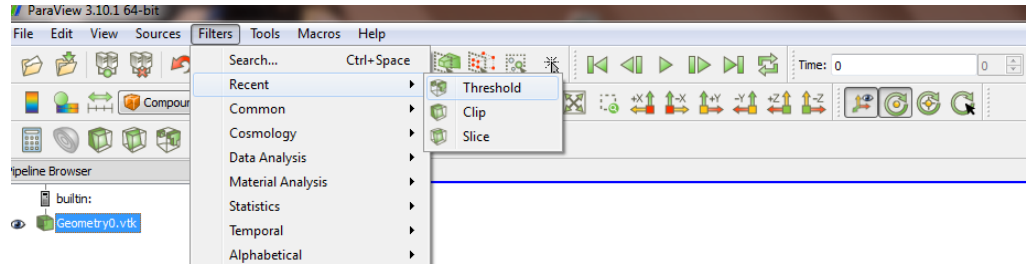 ParaView 3.10.1 64-bit
File Edit View Sources Filters Tools Macros Help
Search... Ctrl+Space
Time: 0 0
Recent
Threshold
Compour
Common
Clip
Cosmology
Slice
Data Analysis
ipeline Browser
Material Analysis
builtin:
Statistics
Geometry0.vtk
Temporal
Alphabetical
+X -X +Y -Y +Z -Z